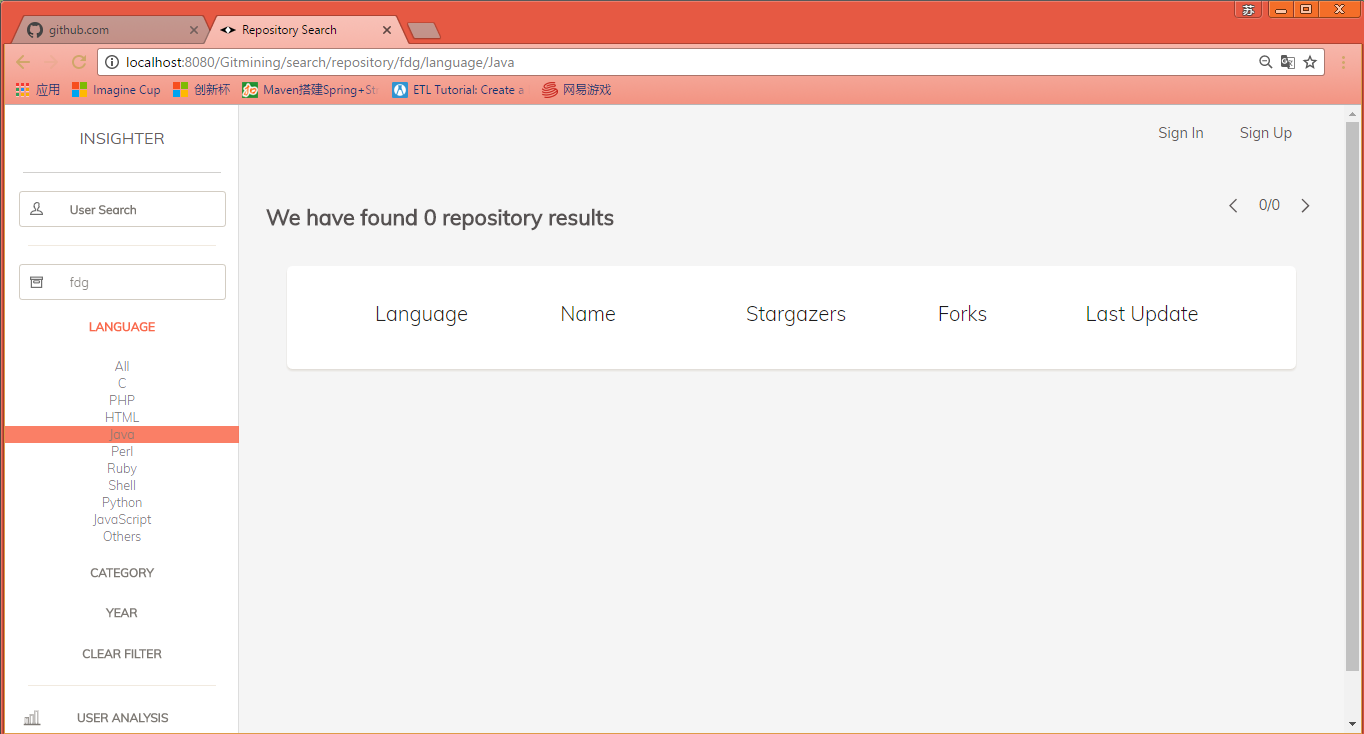 苏
github.com
Repository Search
localhost:8080/Gitmining/search/repository/fdg/language/Java
应用 Imagine Cup 创新杯 Maven搭建Spring+St ETL Tutorial: Create a 网易游戏
INSIGHTER
Sign In Sign Up
User Search
We have found 0 repository results
0/0
fdg
Language Name Stargazers Forks Last Update
LANGUAGE
All
C
PHP
HTML
Java
Perl
Ruby
Shell
Python
JavaScript
Others
CATEGORY
YEAR
CLEAR FILTER
USER ANALYSIS